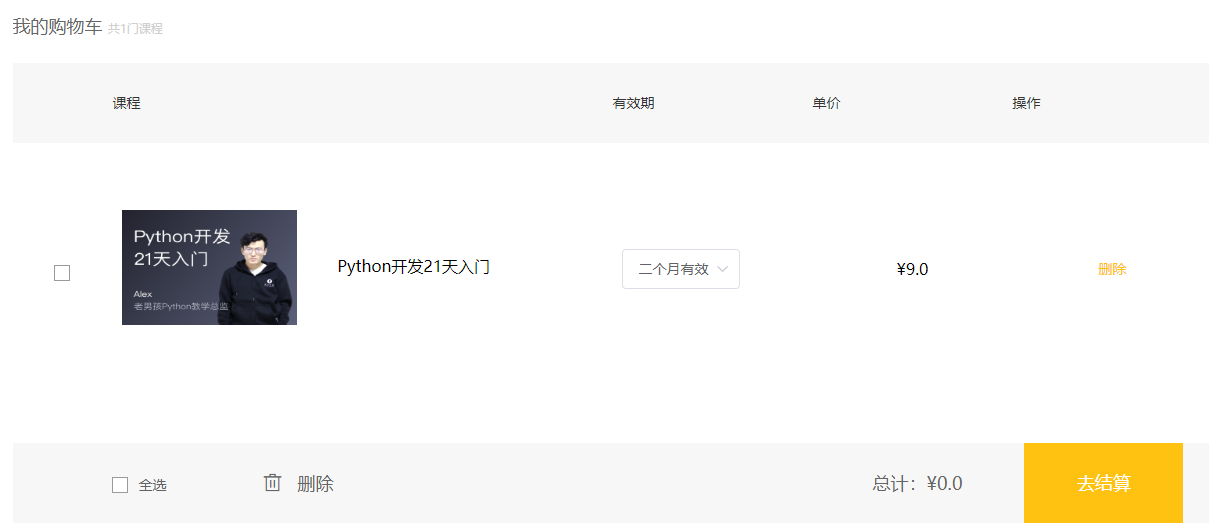 我的购物车 共1门课程
课程 有效期 单价 操作
Python开发
21天入门
Alex
老男孩Python教学总监
Python开发21天入门 二个月有效 ¥9.0 删除
全选 删除 总计：¥0.0 去结算